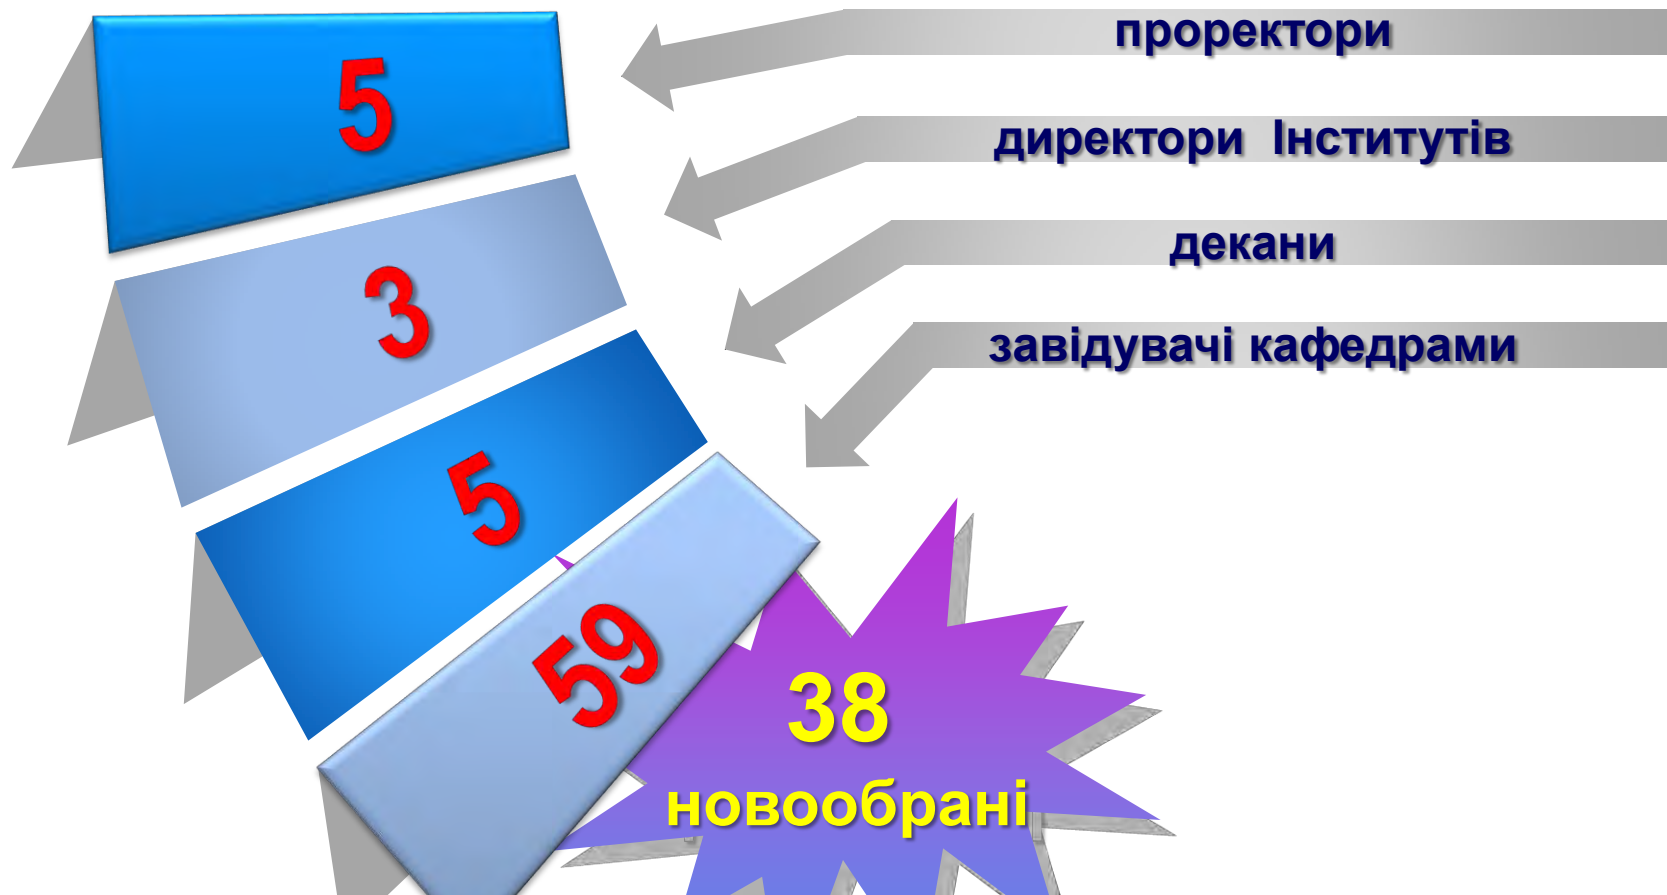 5
проректори
3
директори Інститутів
5
декани
59
завідувачі кафедрами
38
новообрані